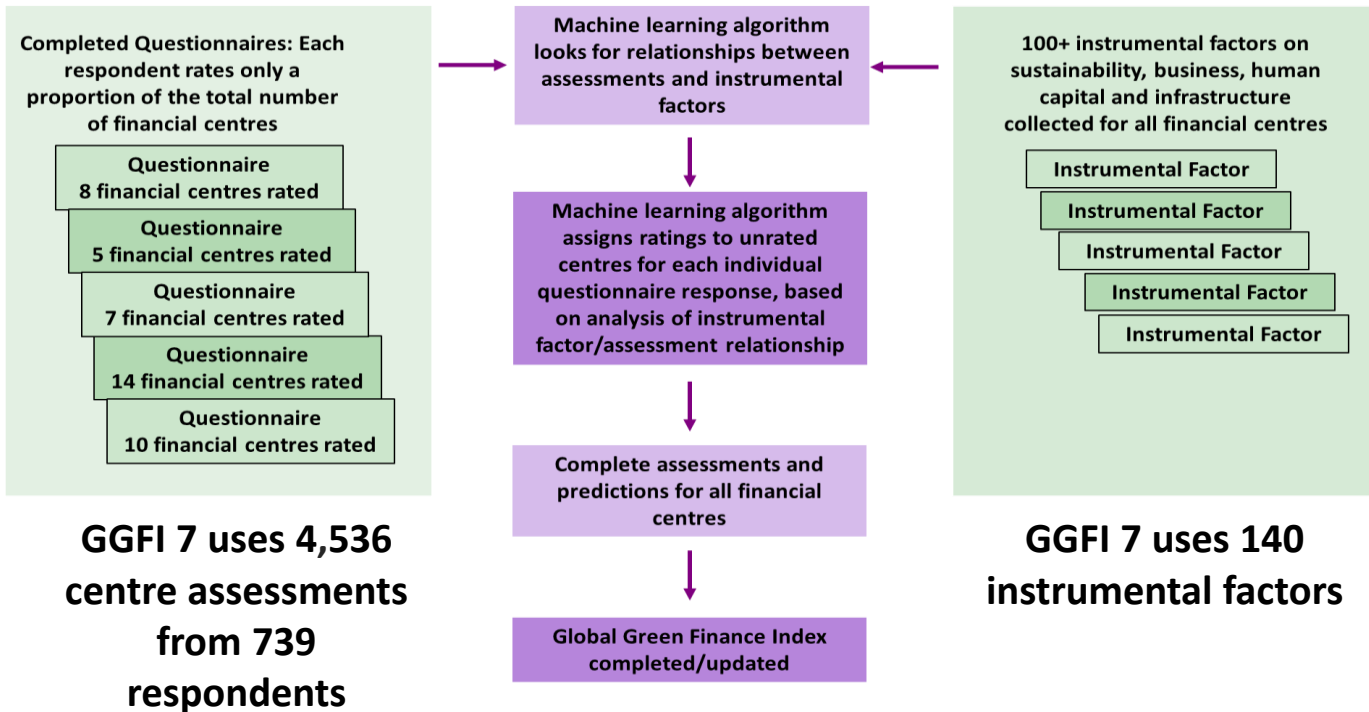 Completed Questionnaires: Each
respondent rates only a
proportion of the total number
of financial centres
Questionnaire
8 financial centres rated
Questionnaire
5 financial centres rated
Questionnaire
7 financial centres rated
Questionnaire
14 financial centres rated
Questionnaire
10 financial centres rated
GGFI 7 uses 4,536
centre assessments
from 739
respondents
Machine learning algorithm
looks for relationships between
assessments and instrumental
factors
Machine learning algorithm
assigns ratings to unrated
centres for each individual
questionnaire response, based
on analysis of instrumental
factor/assessment relationship
Complete assessments and
predictions for all financial
centres
Global Green Finance Index
completed/updated
100+ instrumental factors on
sustainability, business, human
capital and infrastructure
collected for all financial centres
Instrumental Factor
Instrumental Factor
Instrumental Factor
Instrumental Factor
Instrumental Factor
GGFI 7 uses 140
instrumental factors